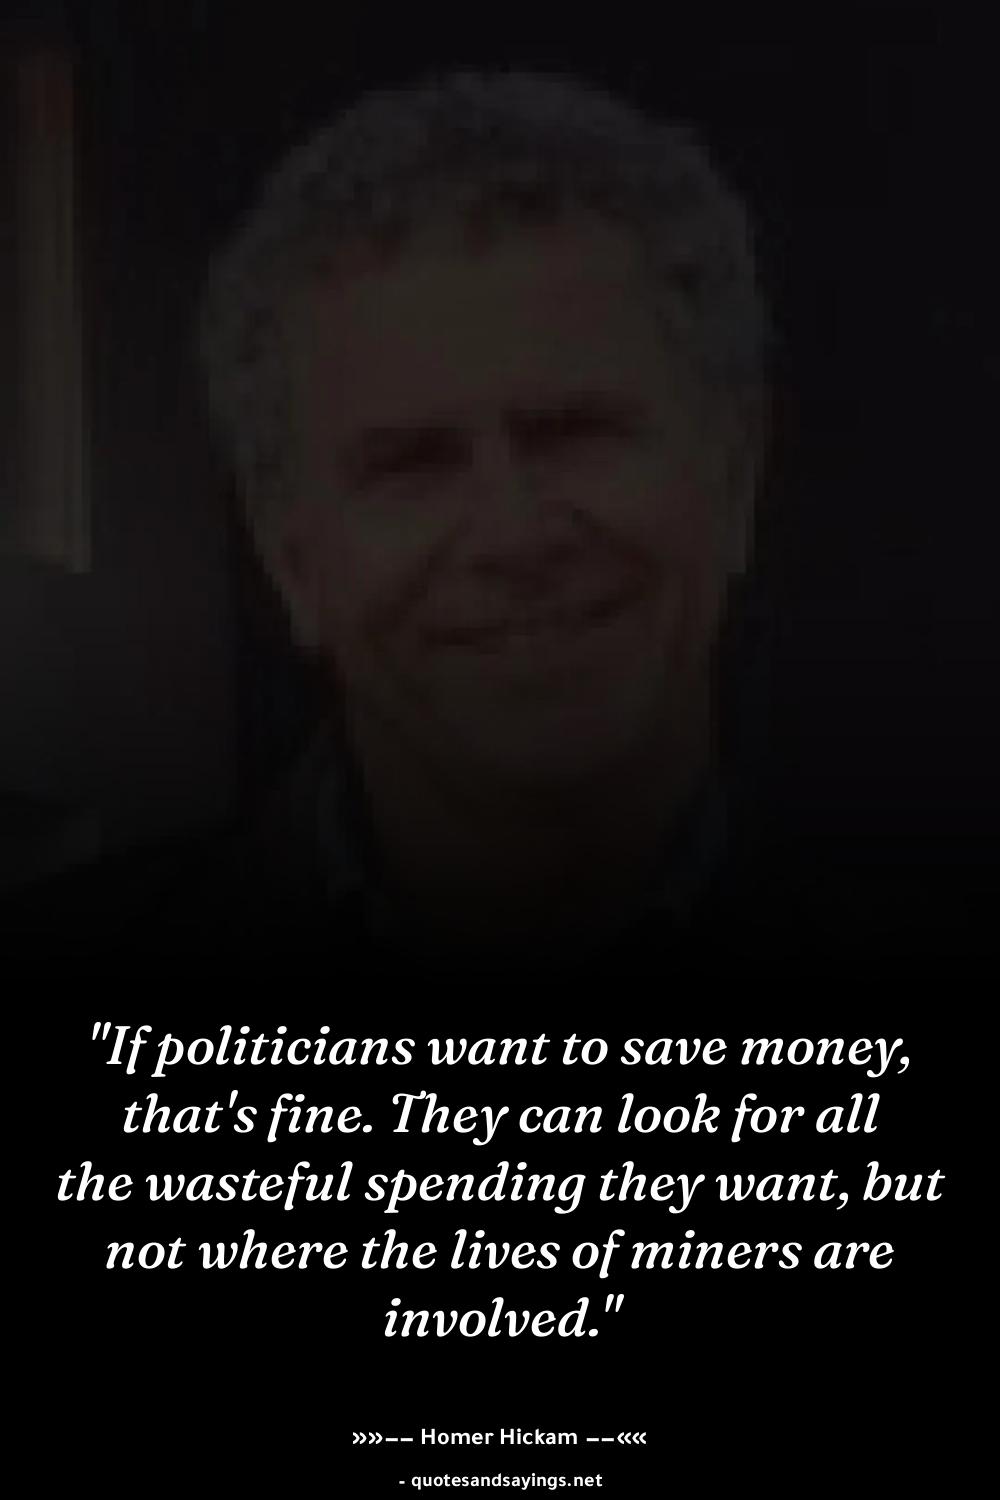 "If politicians want to save money,
that's fine. They can look for all
the wasteful spending they want, but
not where the lives of miners are
involved."
»»−− Homer Hickam −−««
- quotesandsayings.net